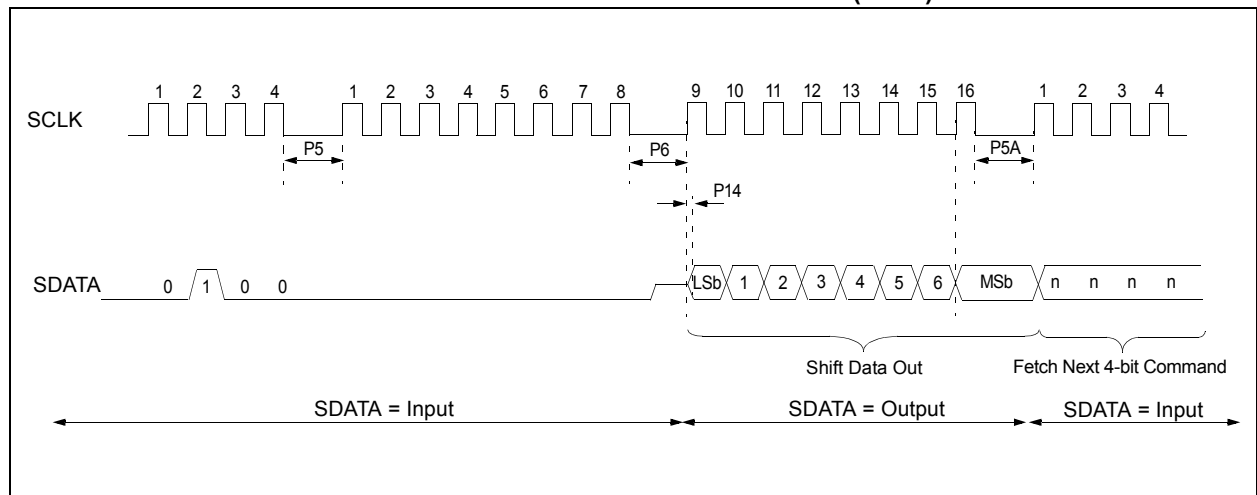 1 2 3 4 1 2 3 4 5 6 7 8 9 10 11 12 13 14 15 16 1 2 3 4
SCLK
P5 P6 P5A
P14
SDATA 0 1 0 0 LSb 1 2 3 4 5 6 MSb n n n n
Shift Data Out Fetch Next 4-bit Command
SDATA = Input SDATA = Output SDATA = Input